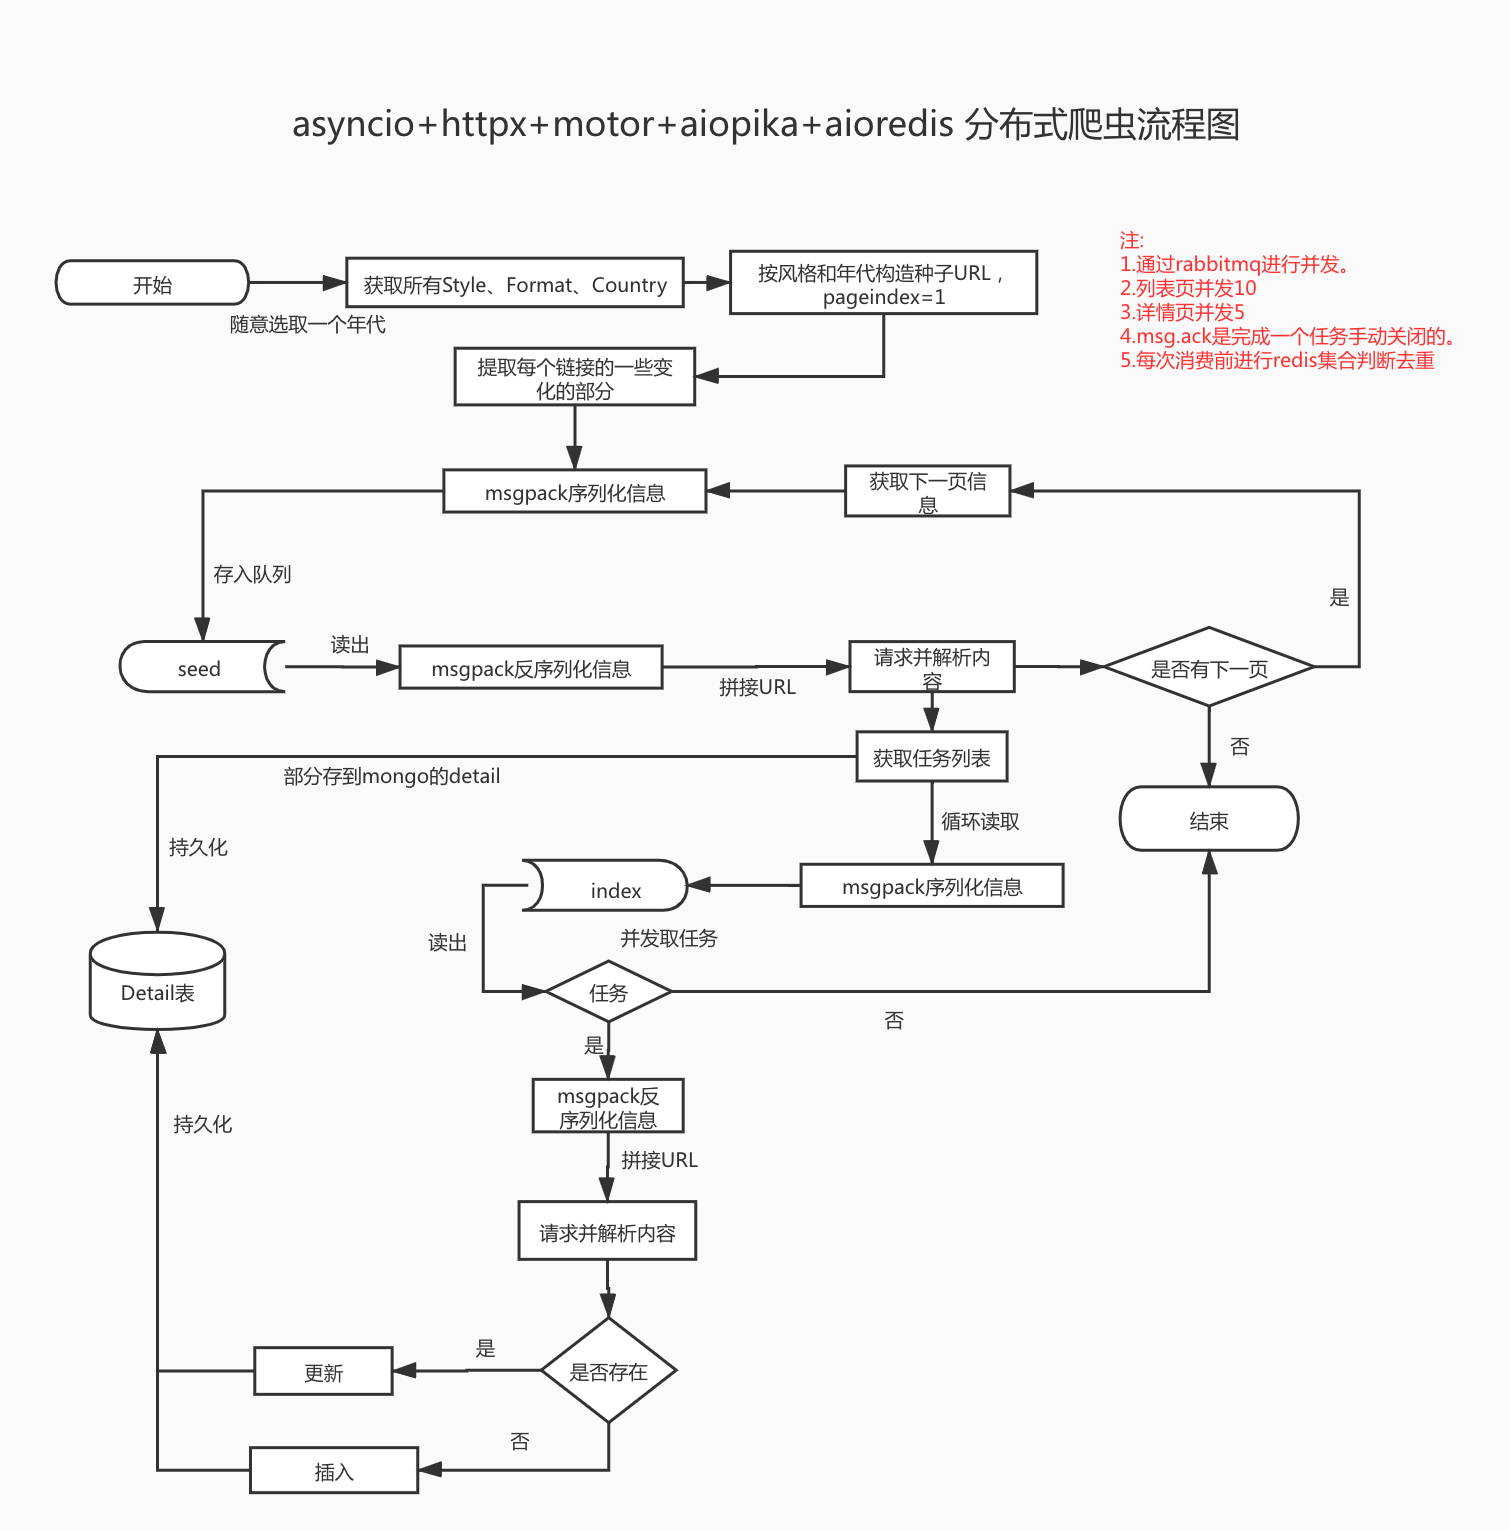 asyncio+httpx+motor+aiopika+aioredis 分布式爬虫流程图
注:
1.通过rabbitmq进行并发。
2.列表页并发10
3.详情页并发5
4.msg.ack是完成一个任务手动关闭的。
5.每次消费前进行redis集合判断去重
开始
随意选取一个年代
获取所有Style、Format、Country
按风格和年代构造种子URL，
pageindex=1
提取每个链接的一些变
化的部分
msgpack序列化信息
获取下一页信
息
存入队列
是
seed
读出
msgpack反序列化信息
拼接URL
请求并解析内
容
是否有下一页
否
获取任务列表
部分存到mongo的detail
结束
循环读取
持久化
index
msgpack序列化信息
并发取任务
读出
Detail表
任务
否
是
msgpack反
序列化信息
持久化
拼接URL
请求并解析内容
是
更新
是否存在
否
插入